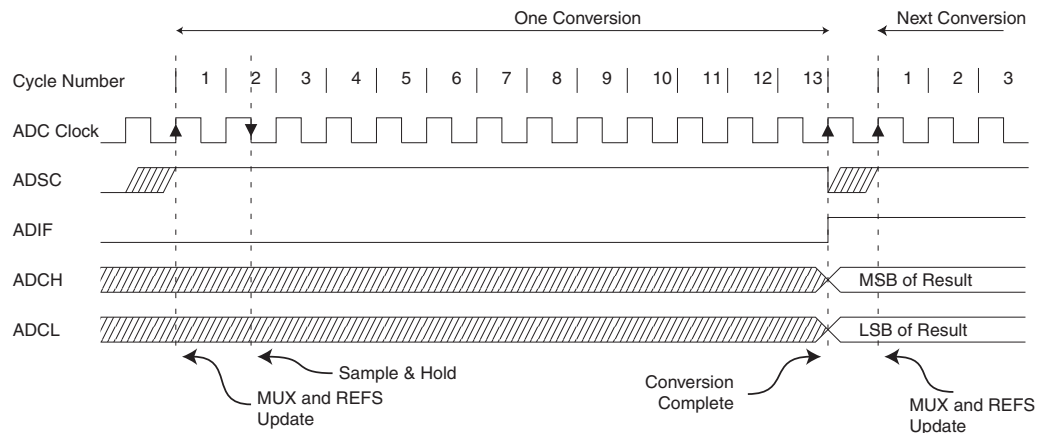 One Conversion
Next Conversion
Cycle Number
1 2 3 4 5 6 7 8 9 10 11 12 13 1 2 3
ADC Clock
ADSC
ADIF
ADCH
MSB of Result
ADCL
LSB of Result
Sample & Hold
MUX and REFS
Update
Conversion
Complete
MUX and REFS
Update